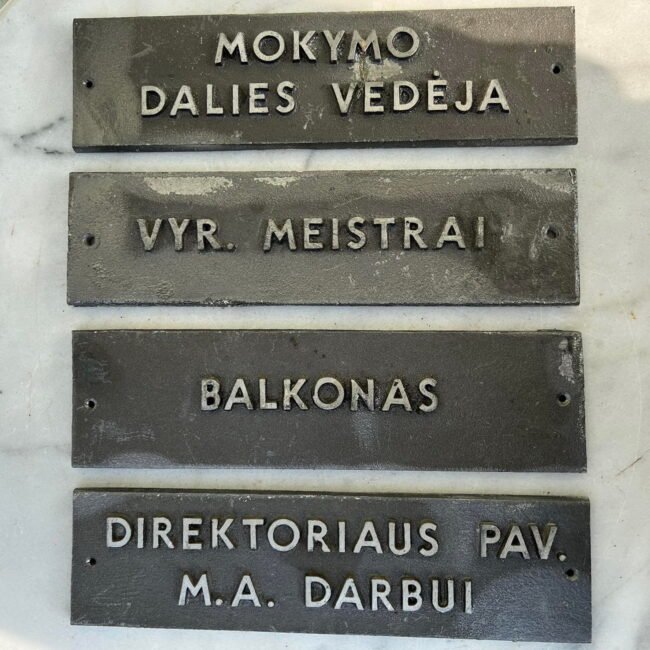 MOKYMO
DALIES VEDĖJA
VYR. MEISTRAI
BALKONAS
DIREKTORIAUS PAV.
M.A. DARBUI